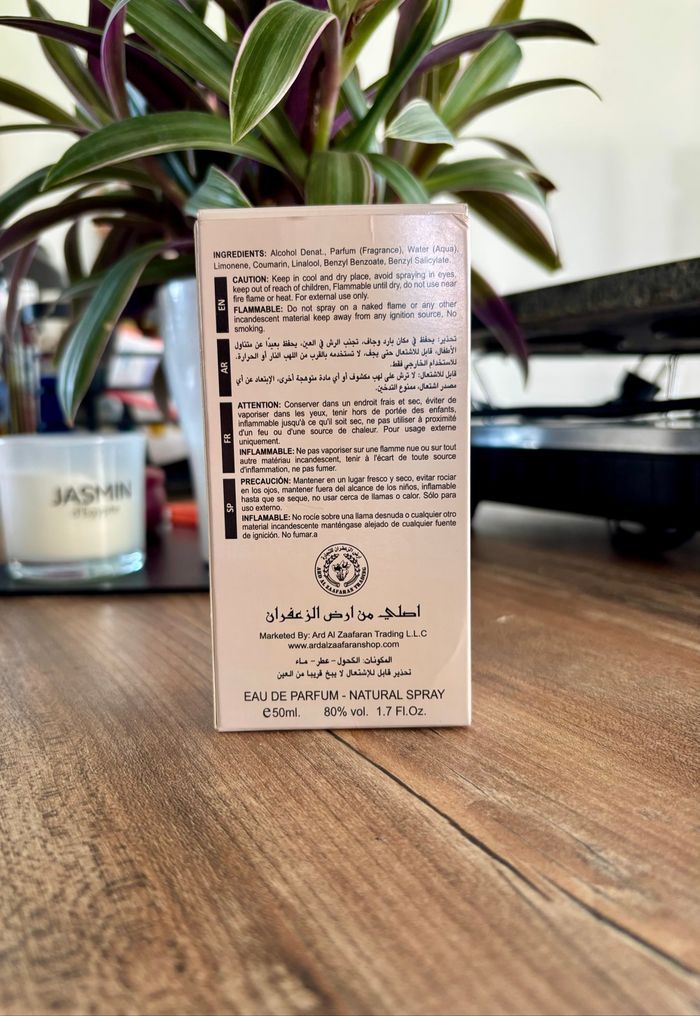 INGREDIENTS: Alcohol Denat., Parfum (Fragrance), Water (Aqua),
Limonene, Coumarin, Linalool, Benzyl Benzoate, Benzyl Salicylate.
EN
CAUTION: Keep in cool and dry place, avoid spraying in eyes,
keep out reach of children, Flammable until dry, do not use near
fire flame or heat. For external use only.
FLAMMABLE: Do not spray on a naked flame or any other
incandescent material keep away from any ignition source, No
smoking.
AR
تحذير: يحفظ في مكان بارد وجاف، تجنب الرش في العين، يحفظ بعيداً عن متناول
الأطفال، قابل للاشتعال حتى يجف، لا تستخدمه بالقرب من اللهب النار أو الحرارة.
للاستخدام الخارجي فقط.
قابل للاشتعال: لا ترش على لهب مكشوف أو أي مادة متوهجة أخرى، الإبتعاد عن أي
مصدر اشتعال، ممنوع التدخين.
FR
ATTENTION: Conserver dans un endroit frais et sec, éviter de
vaporiser dans les yeux, tenir hors de portée des enfants,
inflammable jusqu'à ce qu'il soit sec, ne pas utiliser à proximité
d'un feu ou d'une source de chaleur. Pour usage externe
uniquement.
INFLAMMABLE: Ne pas vaporiser sur une flamme nue ou sur tout
autre matériau incandescent, tenir à l'écart de toute source
d'inflammation, ne pas fumer.
SP
PRECAUCIÓN: Mantener en un lugar fresco y seco, evitar rociar
en los ojos, mantener fuera del alcance de los niños, inflamable
hasta que se seque, no usar cerca de llamas o calor. Sólo para
uso externo.
INFLAMABLE: No rocíe sobre una llama desnuda o cualquier otro
material incandescente manténgase alejado de cualquier fuente
de ignición. No fumar.a
أرض الزعفران للتجارة
ARD AL ZAAFARAN TRADING
اصلي من ارض الزعفران
Marketed By: Ard Al Zaafaran Trading L.L.C
www.ardalzaafaranshop.com
المكونات: الكحول - عطر - ماء
تحذير قابل للإشتعال لا يبخ قريبا من العين
EAU DE PARFUM - NATURAL SPRAY
℮50ml. 80% vol. 1.7 Fl.Oz.
JASMIN
d'Egypte